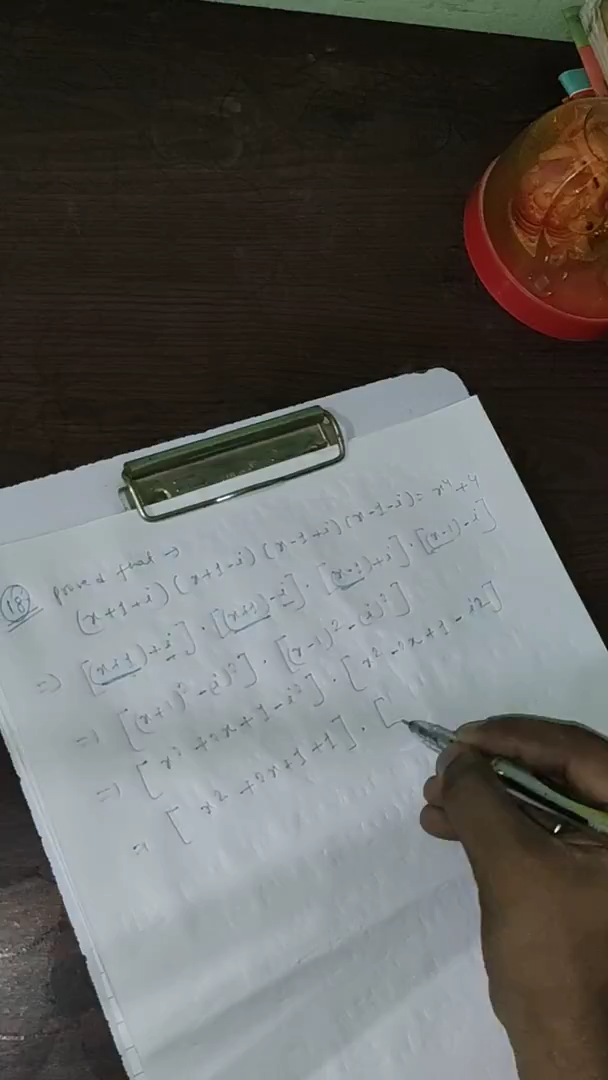 18 proved that →
(x+1+i)(x+1-i)(x-1+i)(x-1-i) = x⁴+4
⇒ [(x+1)+i]·[(x+1)-i]·[(x-1)+i]·[(x-1)-i]
⇒ [(x+1)²-(i)²]·[(x-1)²-(i)²]
⇒ [x²+2x+1-i²]·[x²-2x+1-i2]
⇒ [x²+2x+1+1]·[